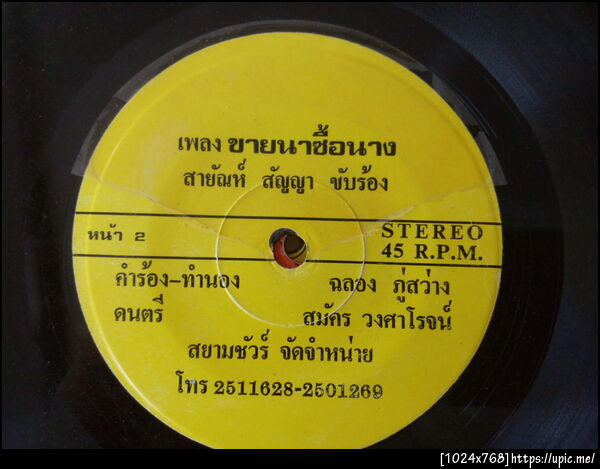 เพลง ขายนาซื้อนาง
สายัณห์ สัญญา ขับร้อง
หน้า 2
STEREO
45 R.P.M.
คำร้อง-ทำนอง ฉลอง ภู่สว่าง
ดนตรี สมัคร วงศาโรจน์
สยามชัวร์ จัดจำหน่าย
โทร 2511628-2501269
[1024x768]https://upic.me/